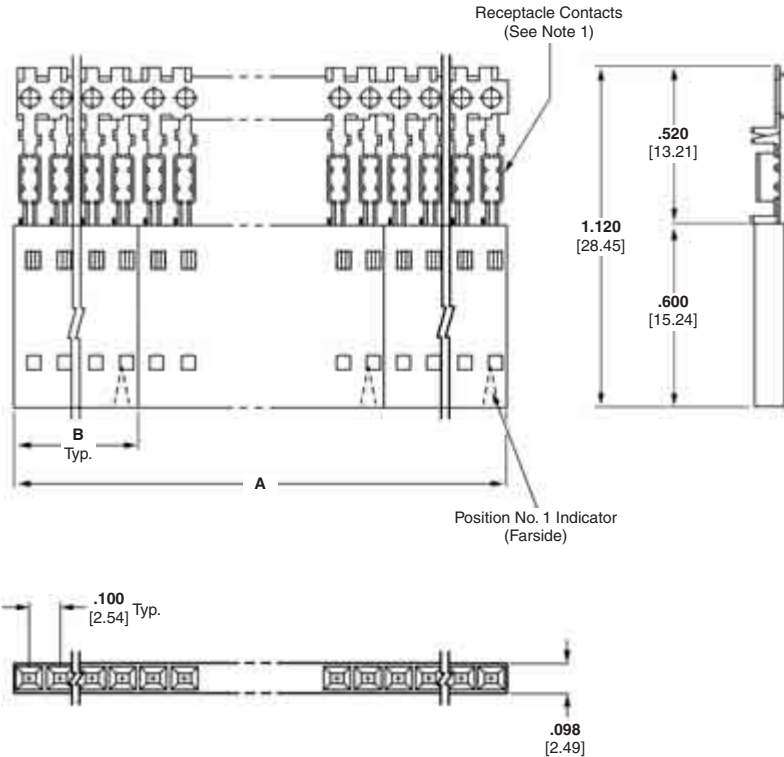 Receptacle Contacts
(See Note 1)
.520
[13.21]
1.120
[28.45]
.600
[15.24]
B
Typ.
A
Position No. 1 Indicator
(Farside)
.100
[2.54] Typ.
.098
[2.49]